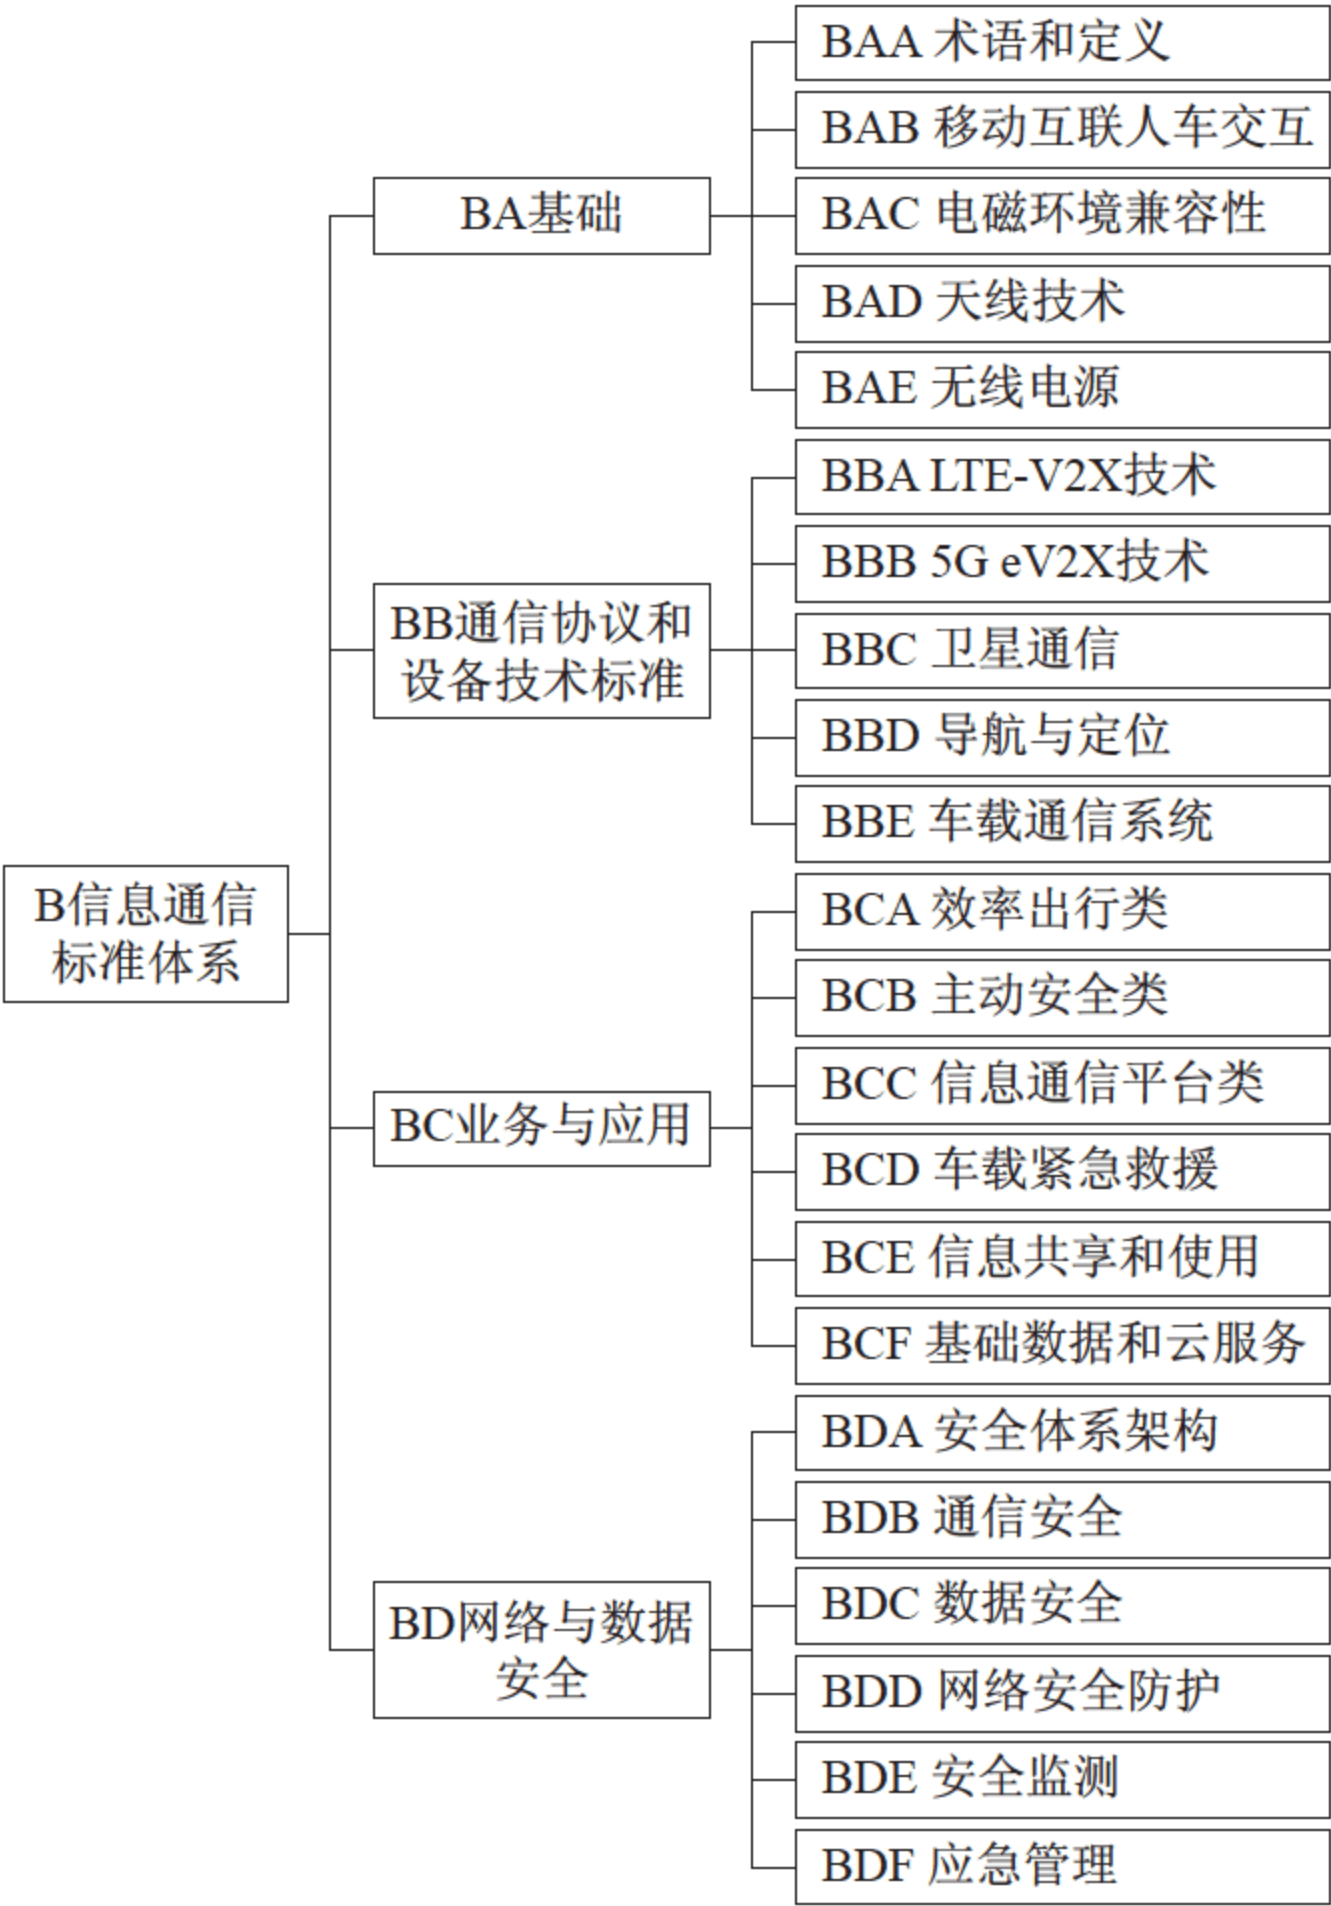 B信息通信
标准体系
BA基础
BAA 术语和定义
BAB 移动互联人车交互
BAC 电磁环境兼容性
BAD 天线技术
BAE 无线电源
BB通信协议和
设备技术标准
BBA LTE-V2X技术
BBB 5G eV2X技术
BBC 卫星通信
BBD 导航与定位
BBE 车载通信系统
BC业务与应用
BCA 效率出行类
BCB 主动安全类
BCC 信息通信平台类
BCD 车载紧急救援
BCE 信息共享和使用
BCF 基础数据和云服务
BD网络与数据
安全
BDA 安全体系架构
BDB 通信安全
BDC 数据安全
BDD 网络安全防护
BDE 安全监测
BDF 应急管理